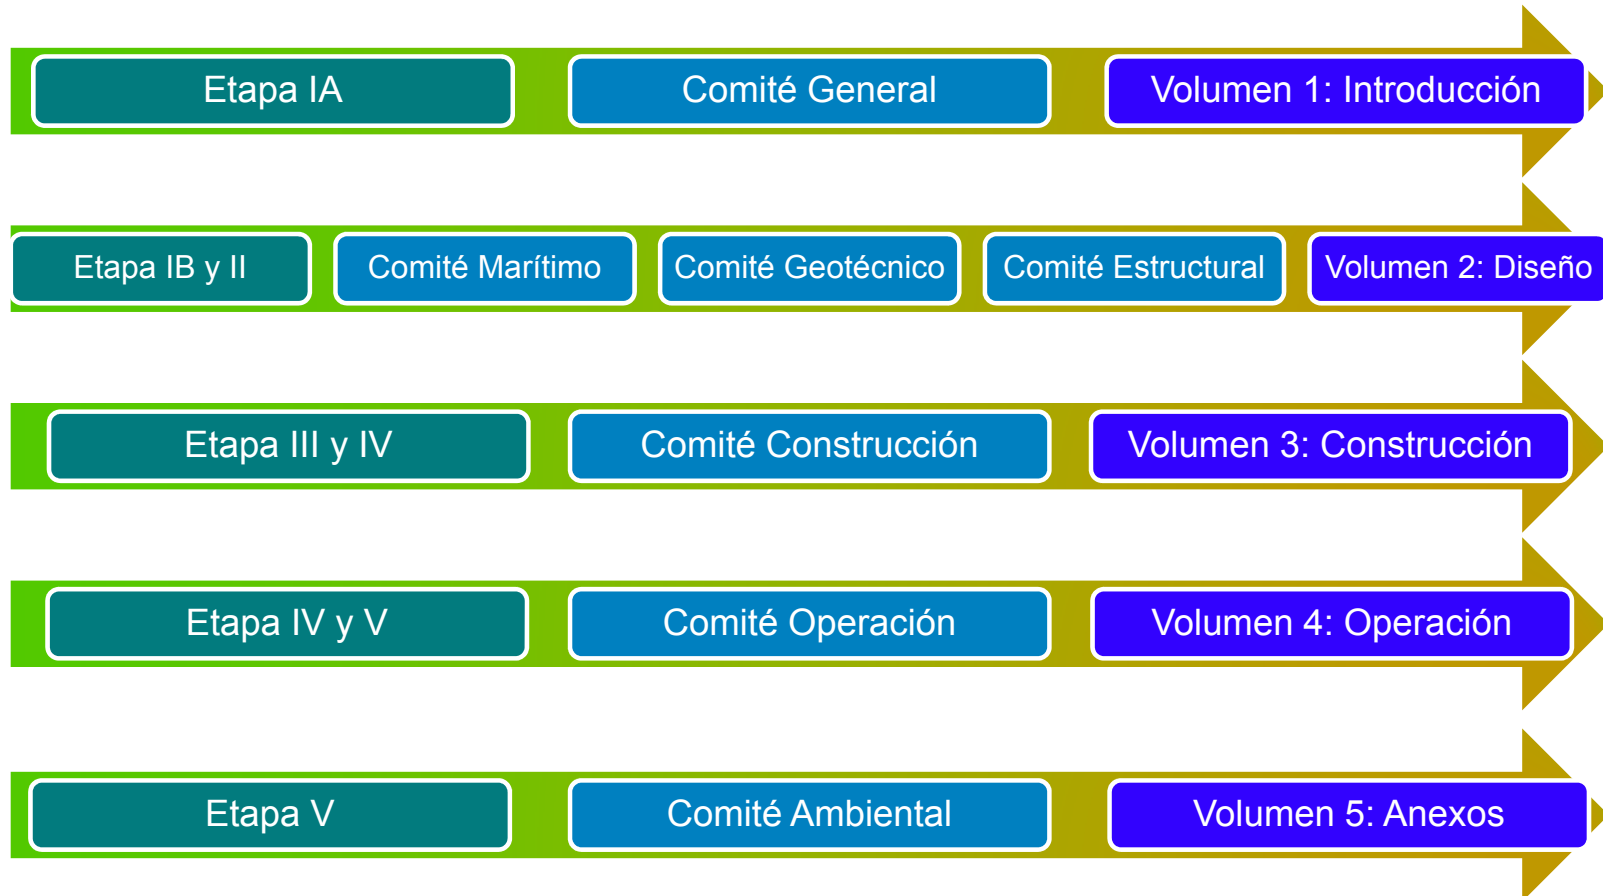 Etapa IA
Comité General
Volumen 1: Introducción
Etapa IB y II
Comité Marítimo
Comité Geotécnico
Comité Estructural
Volumen 2: Diseño
Etapa III y IV
Comité Construcción
Volumen 3: Construcción
Etapa IV y V
Comité Operación
Volumen 4: Operación
Etapa V
Comité Ambiental
Volumen 5: Anexos